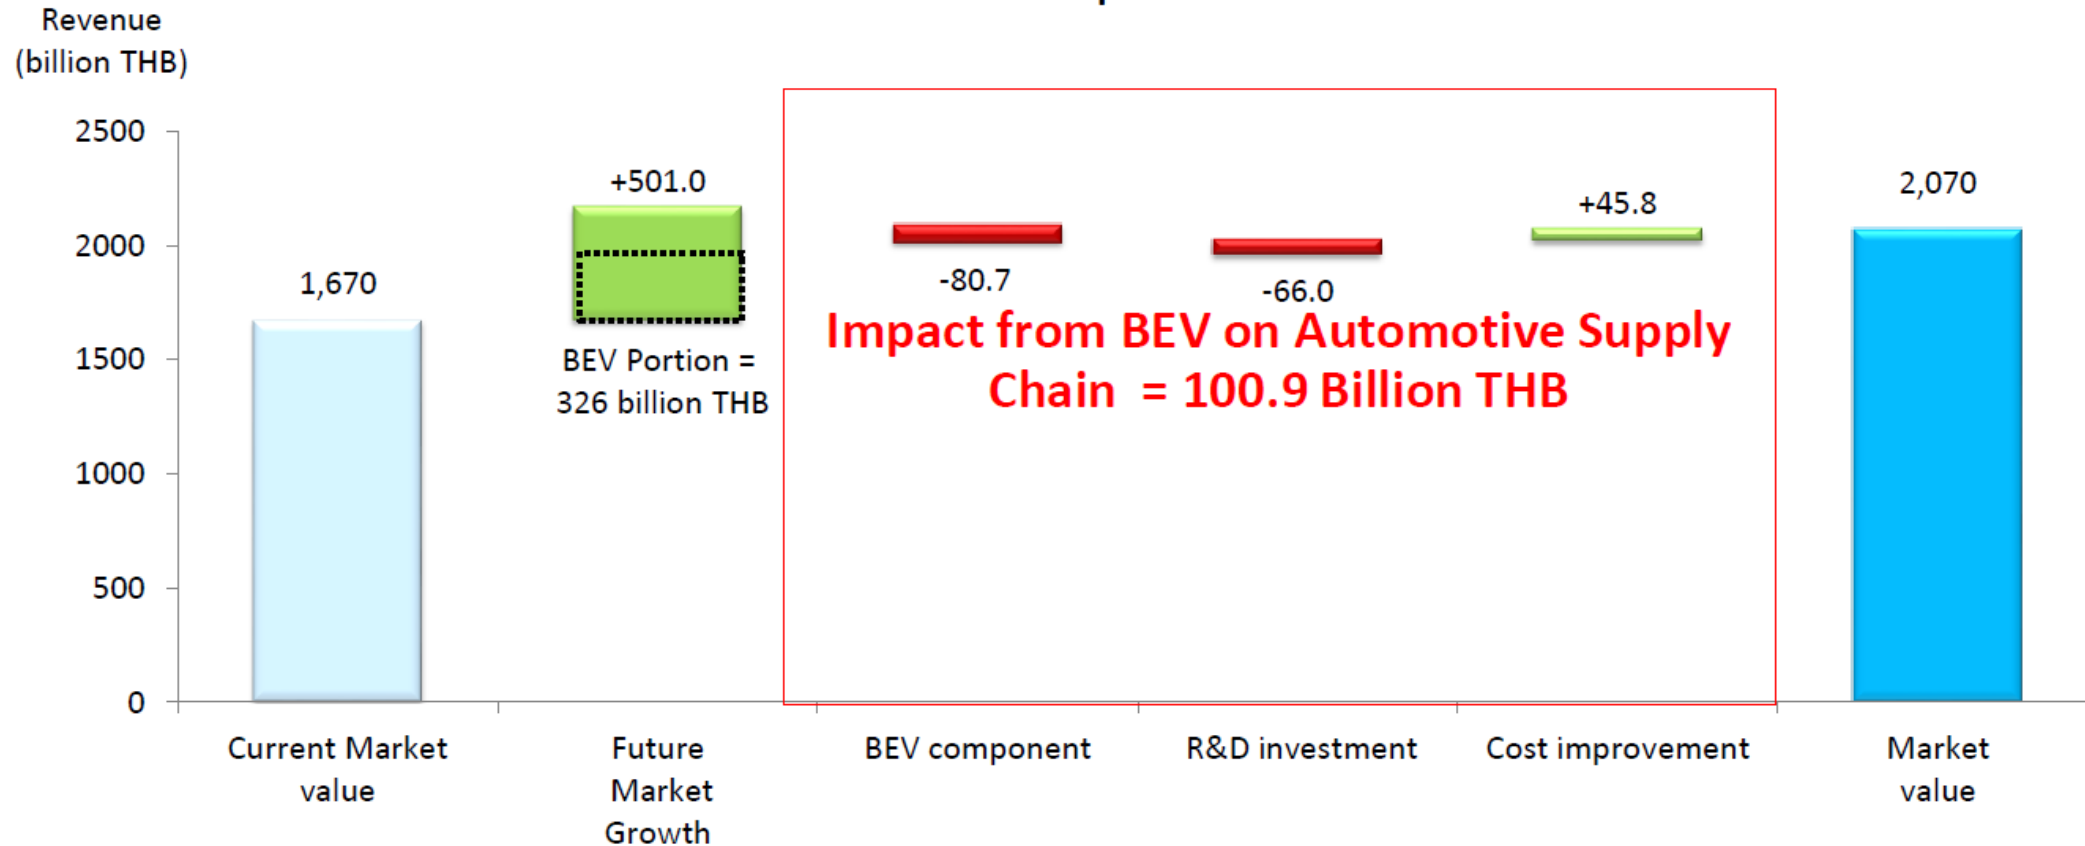 Revenue
(billion THB)
2500
2000
1500
1000
500
0
1,670
+501.0
BEV Portion =
326 billion THB
-80.7
-66.0
+45.8
2,070
Impact from BEV on Automotive Supply
Chain = 100.9 Billion THB
Current Market
value
Future
Market
Growth
BEV component
R&D investment
Cost improvement
Market
value